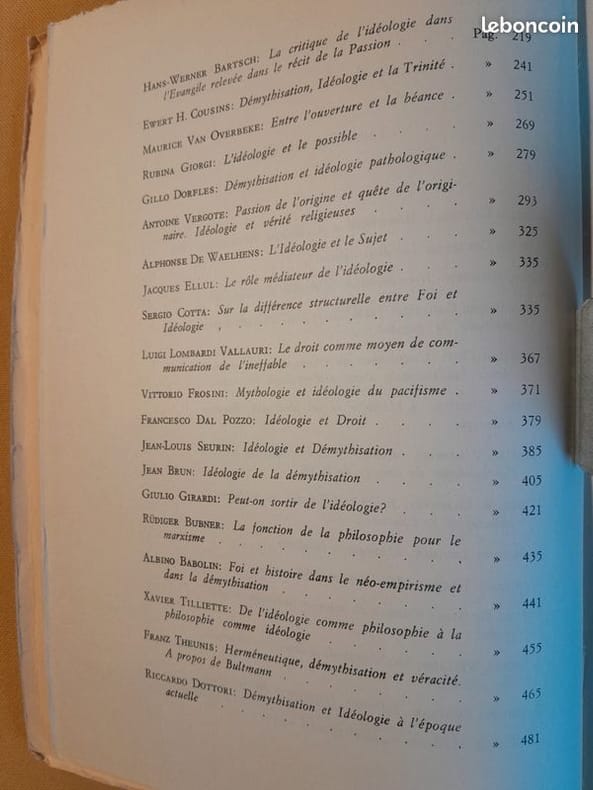 leboncoin
HANS-WERNER BARTSCH: La critique de l'idéologie dans
l'Evangile relevée dans le récit de la Passion . . . Pag. 219
EWERT H. COUSINS: Démythisation, Idéologie et la Trinité . » 241
MAURICE VAN OVERBEKE: Entre l'ouverture et la béance . » 251
RUBINA GIORGI: L'idéologie et le possible . . . . » 269
GILLO DORFLES: Démythisation et idéologie pathologique . » 279
ANTOINE VERGOTE: Passion de l'origine et quête de l'origi-
naire. Idéologie et vérité religieuses . . . . » 293
ALPHONSE DE WAELHENS: L'Idéologie et le Sujet . . . » 325
JACQUES ELLUL: Le rôle médiateur de l'idéologie . . . » 335
SERGIO COTTA: Sur la différence structurelle entre Foi et
Idéologie , . . . . . . . . » 335
LUIGI LOMBARDI VALLAURI: Le droit comme moyen de com-
munication de l'ineffable . . . . . . » 367
VITTORIO FROSINI: Mythologie et idéologie du pacifisme . » 371
FRANCESCO DAL POZZO: Idéologie et Droit . . . . » 379
JEAN-LOUIS SEURIN: Idéologie et Démythisation . . . » 385
JEAN BRUN: Idéologie de la démythisation . . . . » 405
GIULIO GIRARDI: Peut-on sortir de l'idéologie? . . . » 421
RÜDIGER BUBNER: La fonction de la philosophie pour le
marxisme . . . . . . . . . » 435
ALBINO BABOLIN: Foi et histoire dans le néo-empirisme et
dans la démythisation . . . . . . . » 441
XAVIER TILLIETTE: De l'idéologie comme philosophie à la
philosophie comme idéologie . . . . . » 455
FRANZ THEUNIS: Herméneutique, démythisation et véracité.
A propos de Bultmann . . . . . . . » 465
RICCARDO DOTTORI: Démythisation et Idéologie à l'époque
actuelle . . . . . . . . . » 481